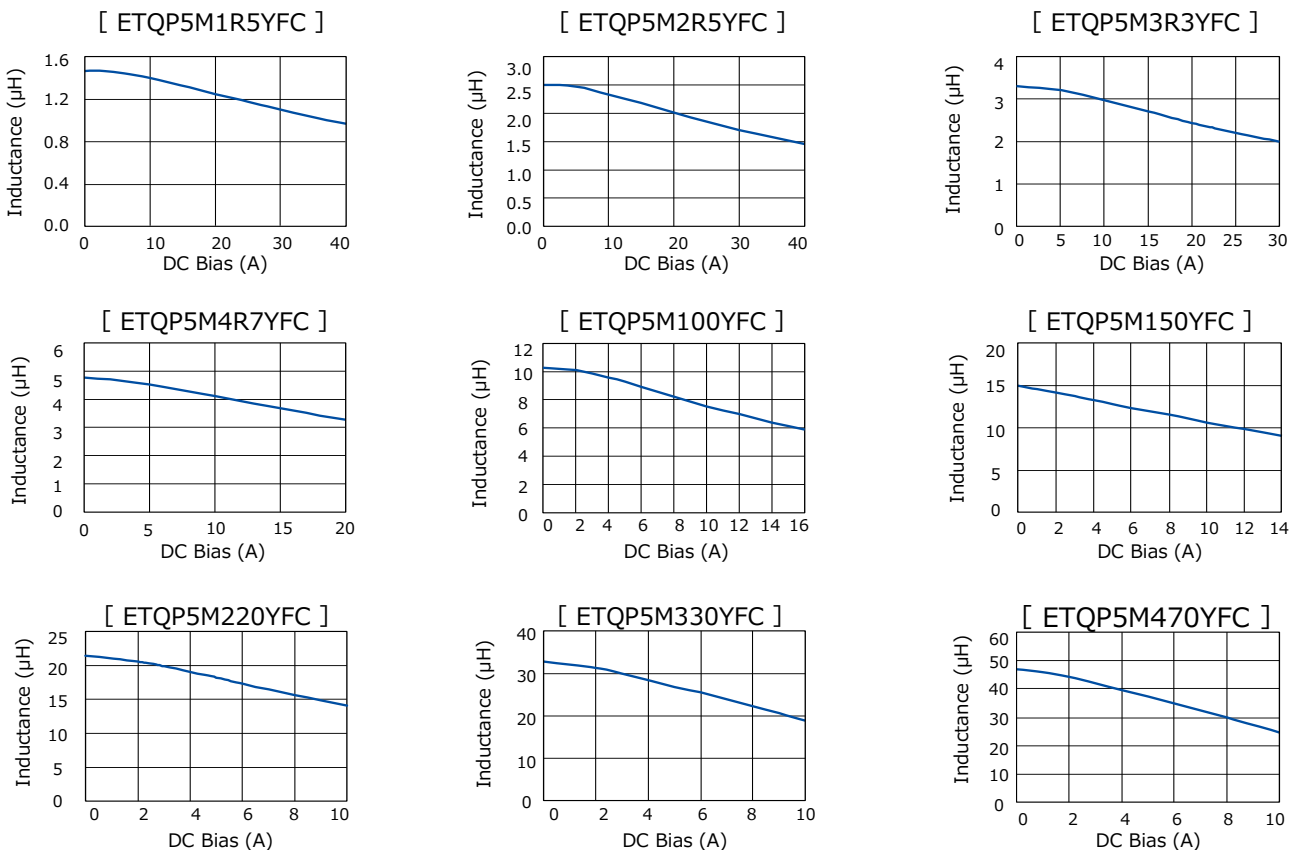 [ ETQP5M1R5YFC ]
Inductance (µH)
1.6
1.2
0.8
0.4
0.0
0 10 20 30 40
DC Bias (A)
[ ETQP5M2R5YFC ]
Inductance (µH)
3.0
2.5
2.0
1.5
1.0
0.5
0.0
0 10 20 30 40
DC Bias (A)
[ ETQP5M3R3YFC ]
Inductance (µH)
4
3
2
1
0
0 5 10 15 20 25 30
DC Bias (A)
[ ETQP5M4R7YFC ]
Inductance (µH)
6
5
4
3
2
1
0
0 5 10 15 20
DC Bias (A)
[ ETQP5M100YFC ]
Inductance (µH)
12
10
8
6
4
2
0
0 2 4 6 8 10 12 14 16
DC Bias (A)
[ ETQP5M150YFC ]
Inductance (µH)
20
15
10
5
0
0 2 4 6 8 10 12 14
DC Bias (A)
[ ETQP5M220YFC ]
Inductance (µH)
25
20
15
10
5
0
0 2 4 6 8 10
DC Bias (A)
[ ETQP5M330YFC ]
Inductance (µH)
40
30
20
10
0
0 2 4 6 8 10
DC Bias (A)
[ ETQP5M470YFC ]
Inductance (µH)
60
50
40
30
20
10
0
0 2 4 6 8 10
DC Bias (A)